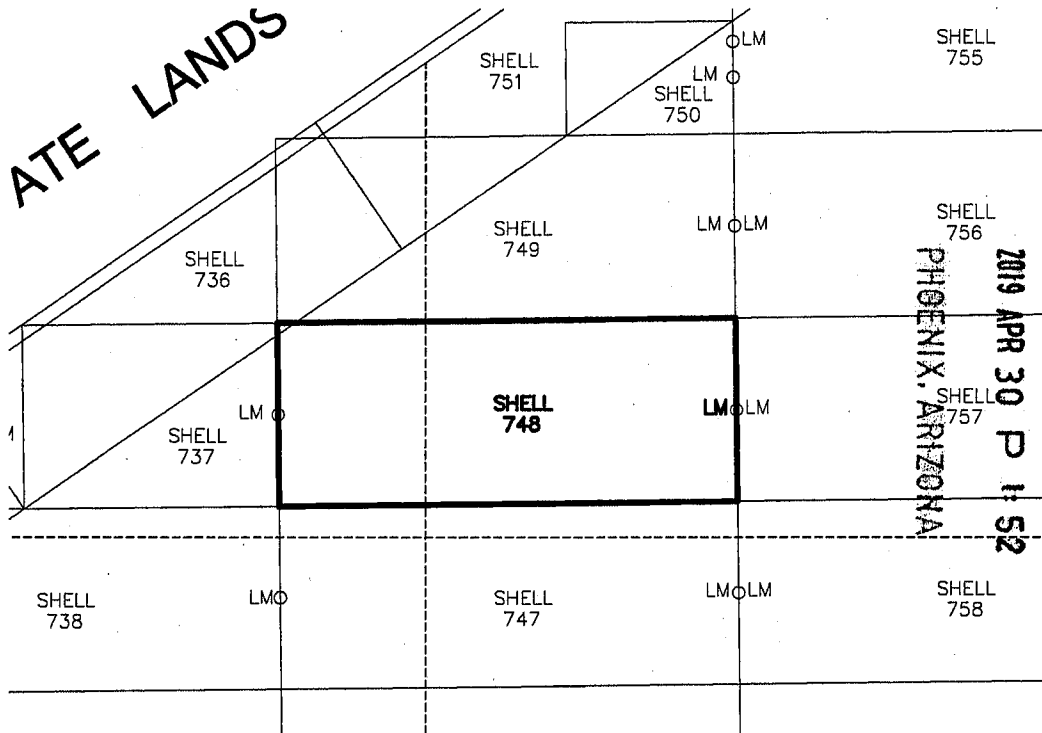 ATE LANDS
SHELL
751
LM
LM
SHELL
750
SHELL
755
SHELL
736
SHELL
749
LM LM
SHELL
756
2019 APR 30 P 1:52
PHOENIX, ARIZONA
LM
SHELL
737
SHELL
748
LM LM
SHELL
757
SHELL
738
LM
SHELL
747
LM LM
SHELL
758